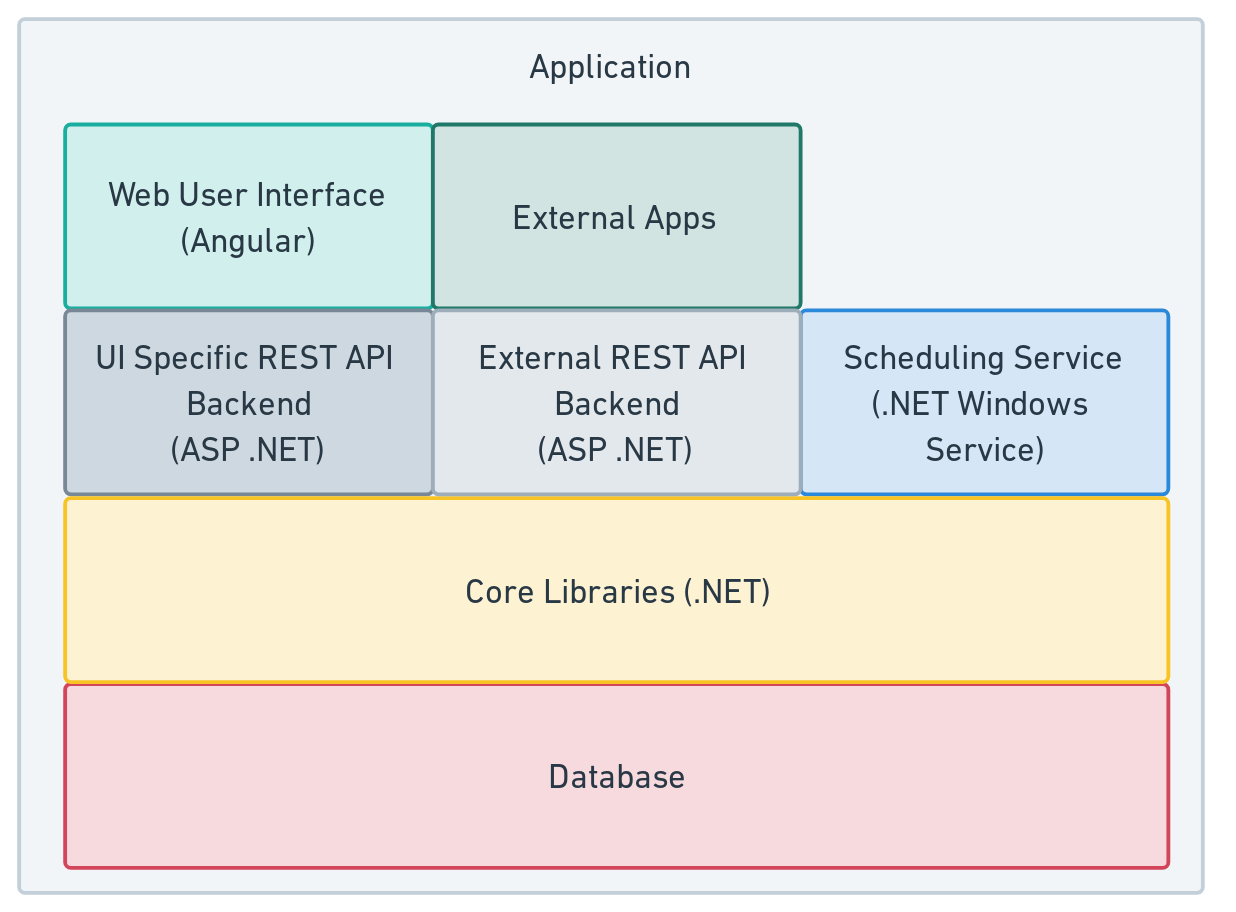 Application
Web User Interface
(Angular)
External Apps
UI Specific REST API
Backend
(ASP .NET)
External REST API
Backend
(ASP .NET)
Scheduling Service
(.NET Windows
Service)
Core Libraries (.NET)
Database